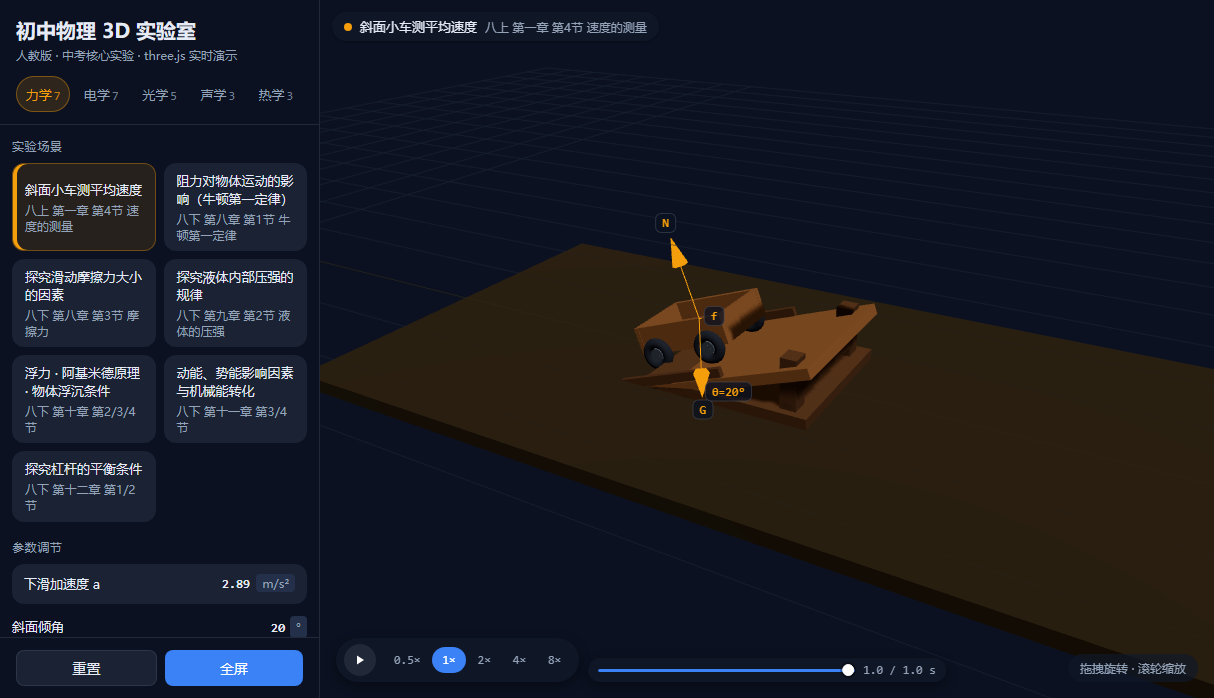 初中物理 3D 实验室
人教版 · 中考核心实验 · three.js 实时演示
力学 7 电学 7 光学 5 声学 3 热学 3
实验场景
斜面小车测平均速度
八上 第一章 第4节 速
度的测量
阻力对物体运动的影
响（牛顿第一定律）
八下 第八章 第1节 牛
顿第一定律
探究滑动摩擦力大小
的因素
八下 第八章 第3节 摩
擦力
探究液体内部压强的
规律
八下 第九章 第2节 液
体的压强
浮力 · 阿基米德原理
· 物体浮沉条件
八下 第十章 第2/3/4
节
动能、势能影响因素
与机械能转化
八下 第十一章 第3/4
节
探究杠杆的平衡条件
八下 第十二章 第1/2
节
参数调节
下滑加速度 a 2.89 m/s²
斜面倾角 20 °
重置 全屏
斜面小车测平均速度 八上 第一章 第4节 速度的测量
N
f
θ=20°
G
0.5× 1× 2× 4× 8×
1.0 / 1.0 s
拖拽旋转 · 滚轮缩放